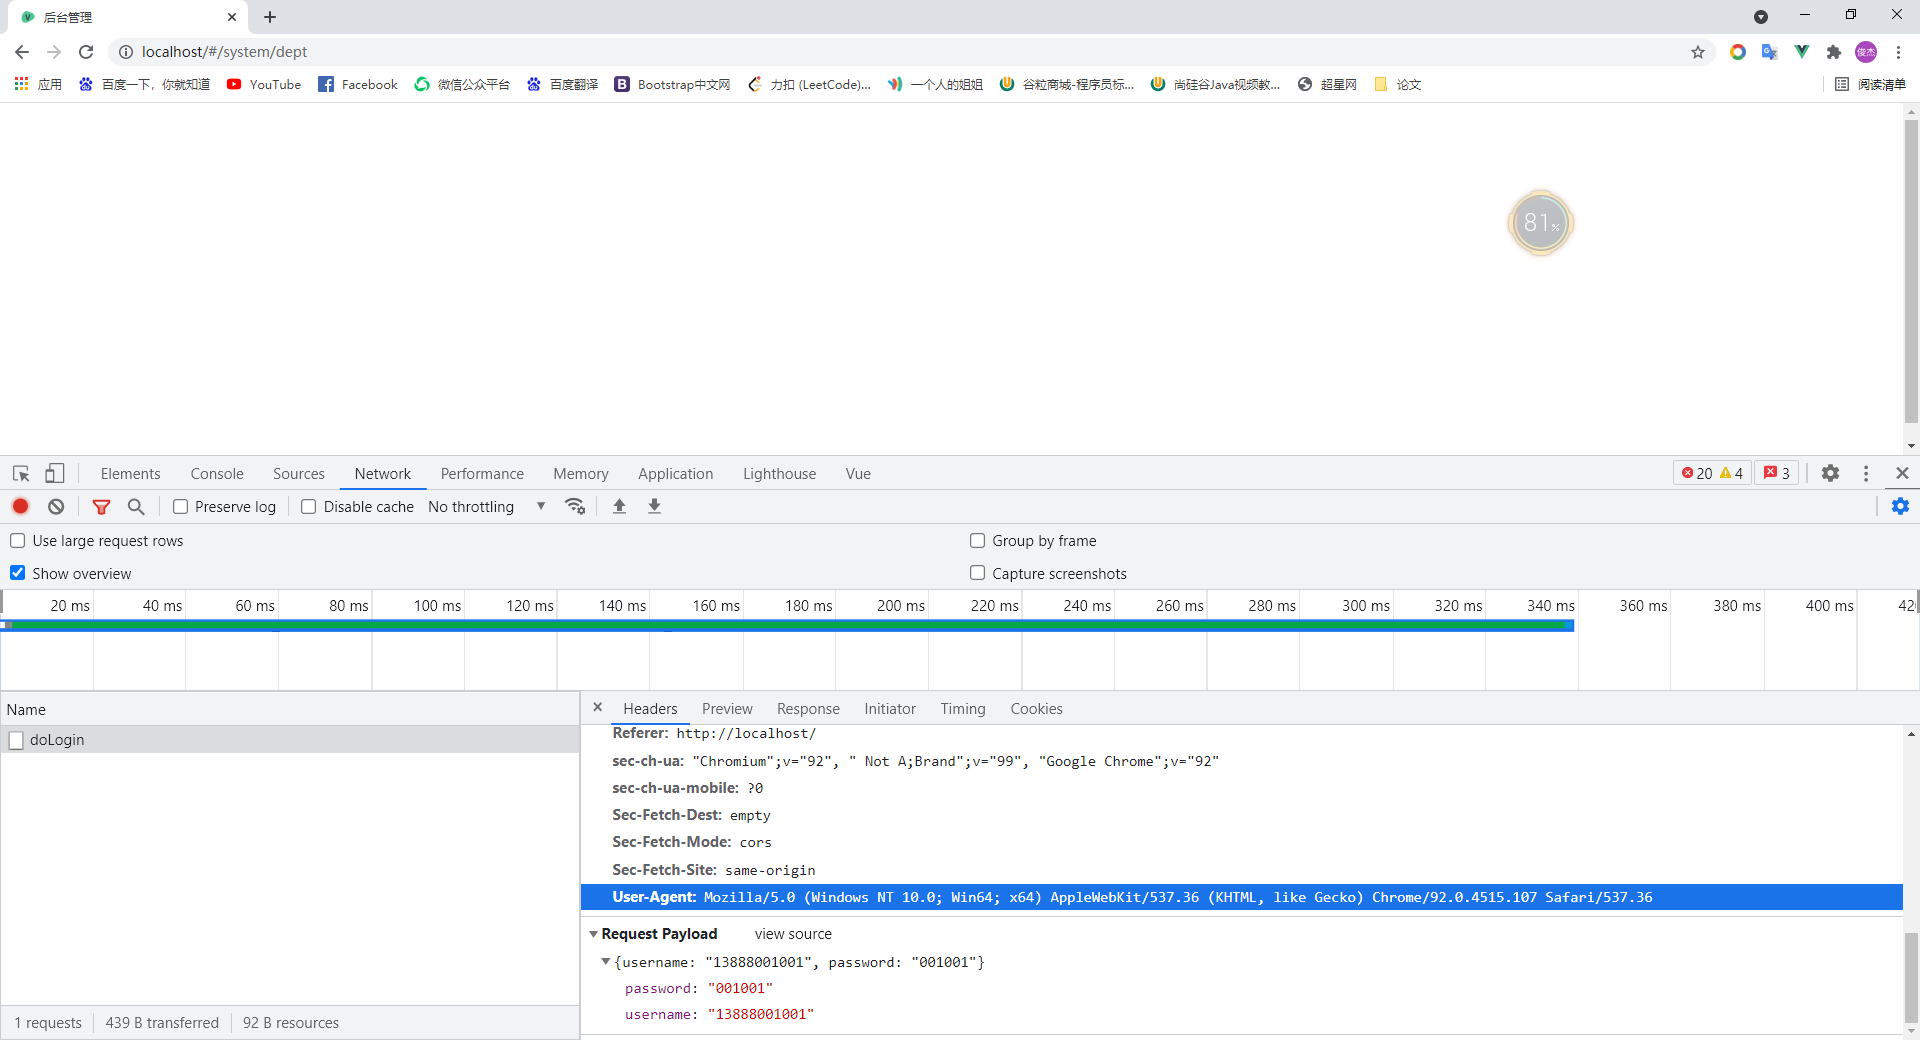 后台管理
localhost/#/system/dept
俊杰
应用
百度一下，你就知道
YouTube
Facebook
微信公众平台
百度翻译
Bootstrap中文网
力扣 (LeetCode)...
一个人的姐姐
谷粒商城-程序员标...
尚硅谷Java视频教...
超星网
论文
阅读清单
81%
Elements
Console
Sources
Network
Performance
Memory
Application
Lighthouse
Vue
20
4
3
Preserve log
Disable cache
No throttling
Use large request rows
Group by frame
Show overview
Capture screenshots
20 ms
40 ms
60 ms
80 ms
100 ms
120 ms
140 ms
160 ms
180 ms
200 ms
220 ms
240 ms
260 ms
280 ms
300 ms
320 ms
340 ms
360 ms
380 ms
400 ms
42
Name
doLogin
1 requests
439 B transferred
92 B resources
Headers
Preview
Response
Initiator
Timing
Cookies
Referer: http://localhost/
sec-ch-ua: "Chromium";v="92", " Not A;Brand";v="99", "Google Chrome";v="92"
sec-ch-ua-mobile: ?0
Sec-Fetch-Dest: empty
Sec-Fetch-Mode: cors
Sec-Fetch-Site: same-origin
User-Agent: Mozilla/5.0 (Windows NT 10.0; Win64; x64) AppleWebKit/537.36 (KHTML, like Gecko) Chrome/92.0.4515.107 Safari/537.36
Request Payload
view source
{username: "13888001001", password: "001001"}
password: "001001"
username: "13888001001"